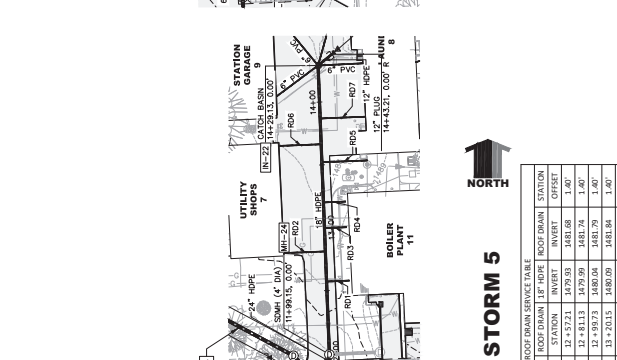 STATION
GARAGE
9
CATCH BASIN
14+29.13, 0.00'
IN-22
RD6
6" PVC
PVC
6" PVC
14+00
8
12" HDPE
RD7
12" PLUG
14+43.21, 0.00' R
RD5
UTILITY
SHOPS
7
MH-24
RD2
18" HDPE
RD4
RD3
BOILER
PLANT
11
24" HDPE
SDMH (4' DIA)
11+99.15, 0.00'
RD1
NORTH
STORM 5
ROOF DRAIN SERVICE TABLE
ROOF DRAIN 18" HDPE ROOF DRAIN STATION
STATION INVERT INVERT OFFSET
12+57.21 1479.93 1481.68 1.40'
12+81.13 1479.99 1481.74 1.40'
12+99.73 1480.04 1481.79 1.40'
13+20.15 1480.09 1481.84 1.40'